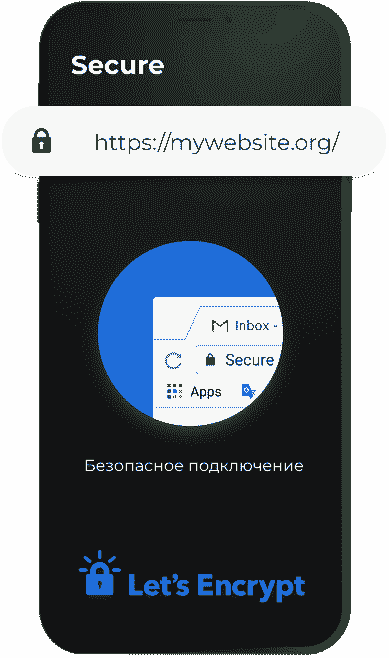 Secure
https://mywebsite.org/
Inbox -
Secure
Apps
Безопасное подключение
Let's Encrypt